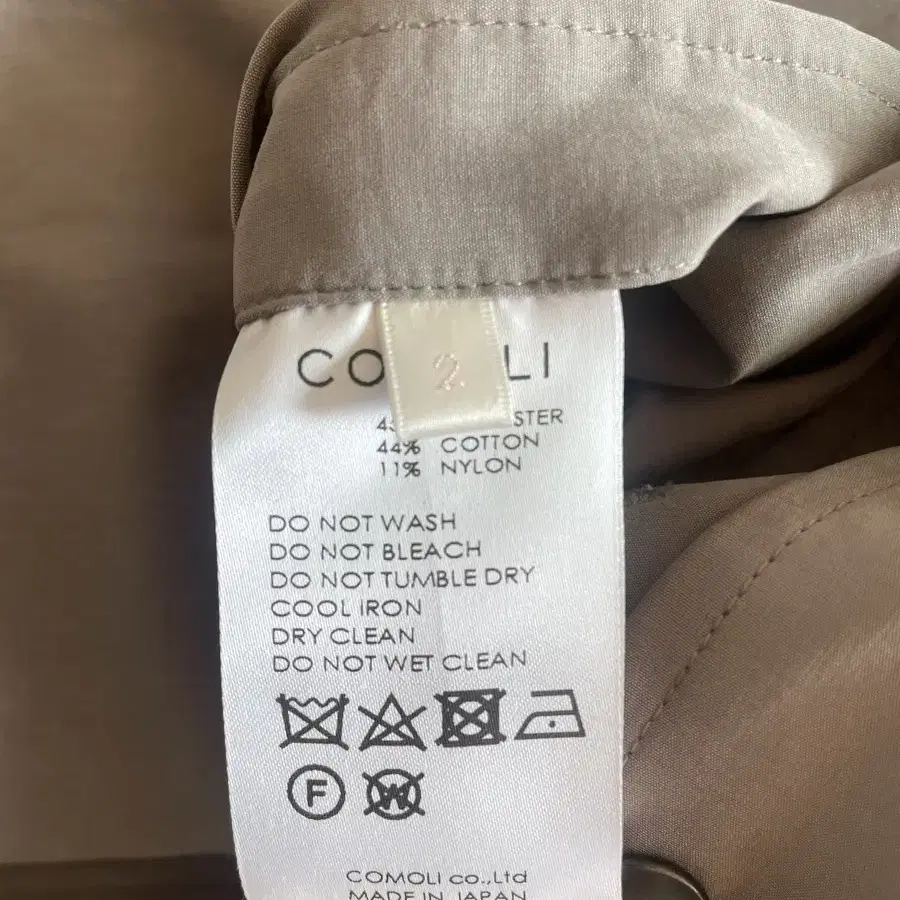 CO LI
2
44% COTTON
11% NYLON
DO NOT WASH
DO NOT BLEACH
DO NOT TUMBLE DRY
COOL IRON
DRY CLEAN
DO NOT WET CLEAN
F W
COMOLI co.,Ltd
MADE IN JAPAN